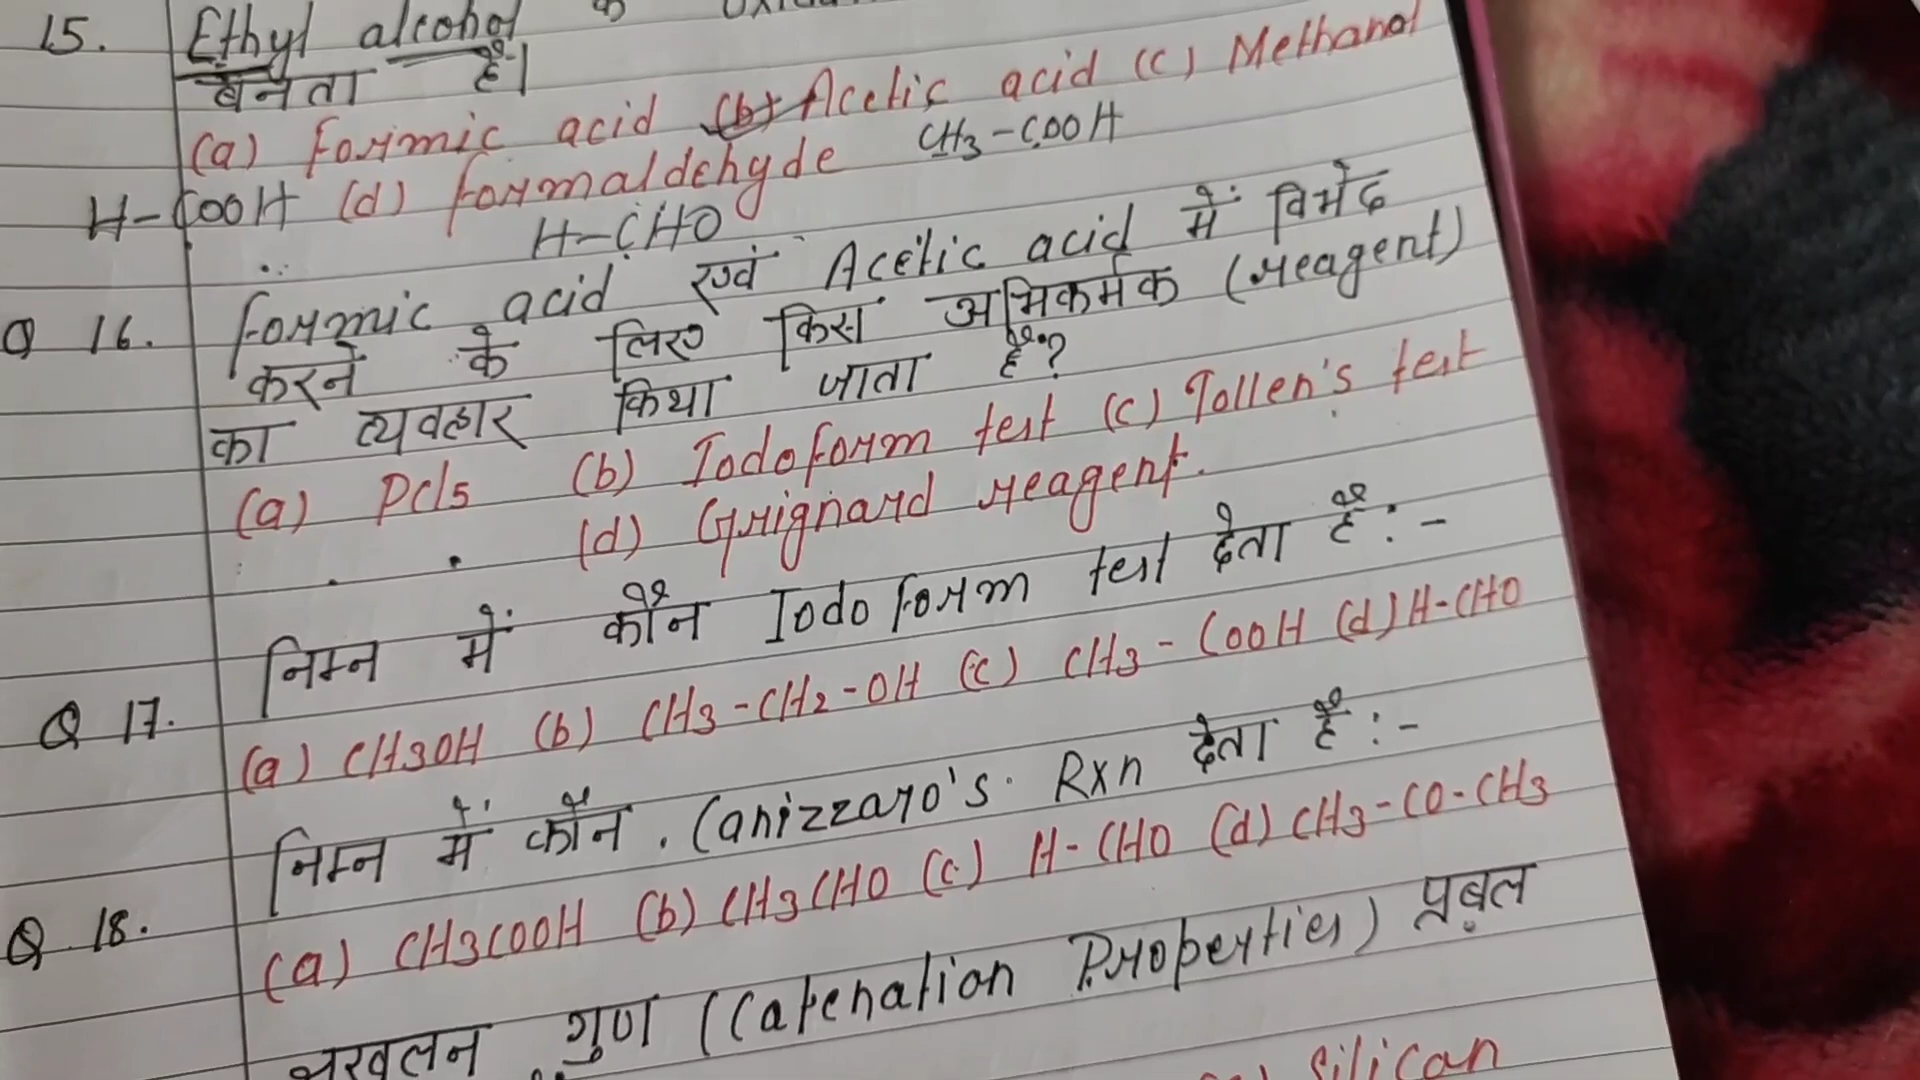 15. Ethyl alcohol के
बनता है।
(a) Formic acid (b) Acetic acid (c) Methanol
H-COOH (d) formaldehyde CH3-COOH
H-CHO
Q 16. formic acid एवं Acetic acid में विभेद
करने के लिए किस अभिकर्मक (reagent)
का व्यवहार किया जाता है?
(a) PCl5 (b) Iodoform test (c) Tollen's test
(d) Grignard reagent.
Q 17. निम्न में कौन Iodoform test देता है :-
(a) CH3OH (b) CH3-CH2-OH (c) CH3-COOH (d) H-CHO
Q 18. निम्न में कौन. Canizzaro's. Rxn देता है :-
(a) CH3COOH (b) CH3CHO (c) H-CHO (d) CH3-CO-CH3
गुण (Catenation Properties) प्रबल
Silican